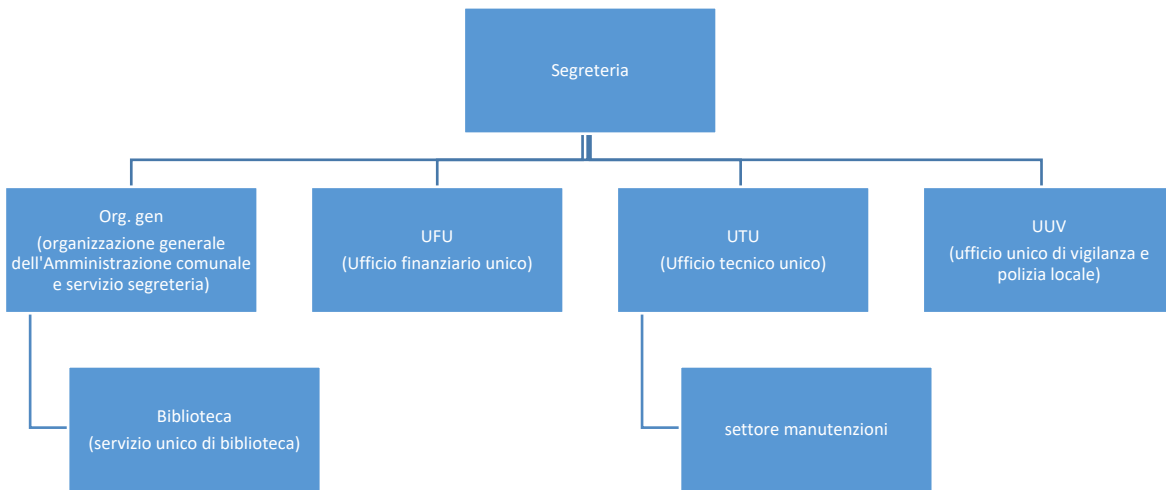 Segreteria
Org. gen
(organizzazione generale
dell'Amministrazione comunale
e servizio segreteria)
UFU
(Ufficio finanziario unico)
UTU
(Ufficio tecnico unico)
UUV
(ufficio unico di vigilanza e
polizia locale)
Biblioteca
(servizio unico di biblioteca)
settore manutenzioni